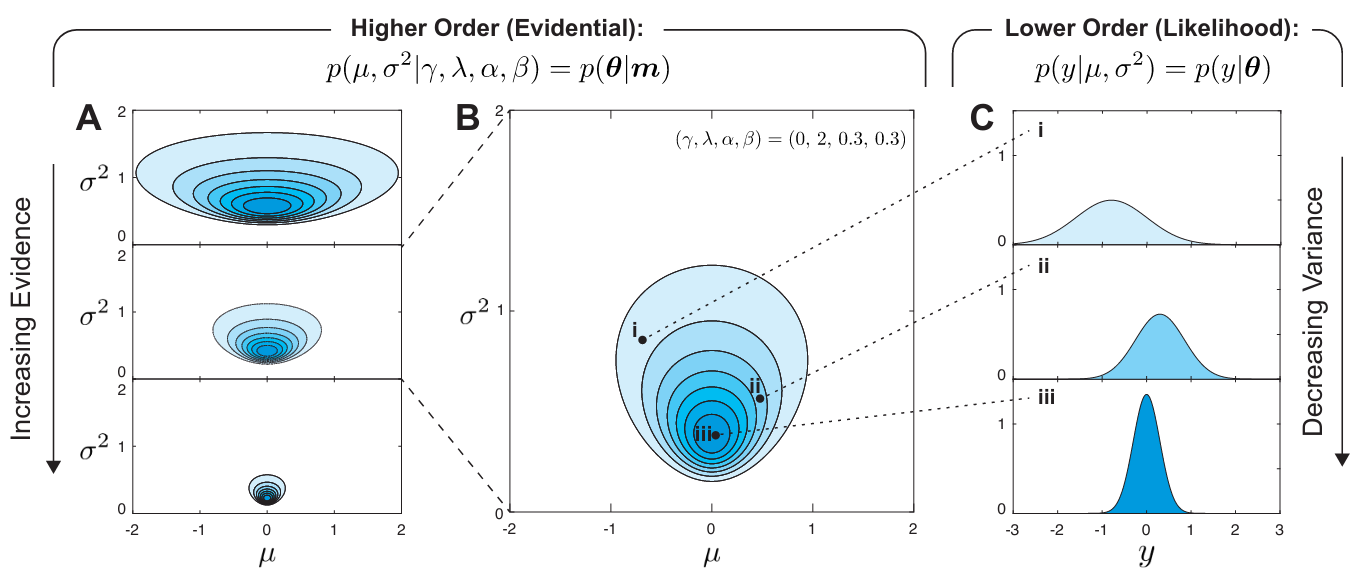 Higher Order (Evidential):
p(μ, σ²|γ, λ, α, β) = p(θ|m)
Lower Order (Likelihood):
p(y|μ, σ²) = p(y|θ)
Increasing Evidence
A
2
σ² 1
0
2
σ² 1
0
2
σ² 1
0
-2 -1 0 1 2
μ
B
2
(γ, λ, α, β) = (0, 2, 0.3, 0.3)
σ² 1
i
ii
iii
0
-2 -1 0 1 2
μ
C
i
1
0
ii
1
0
iii
1
0
-3 -2 -1 0 1 2 3
y
Decreasing Variance